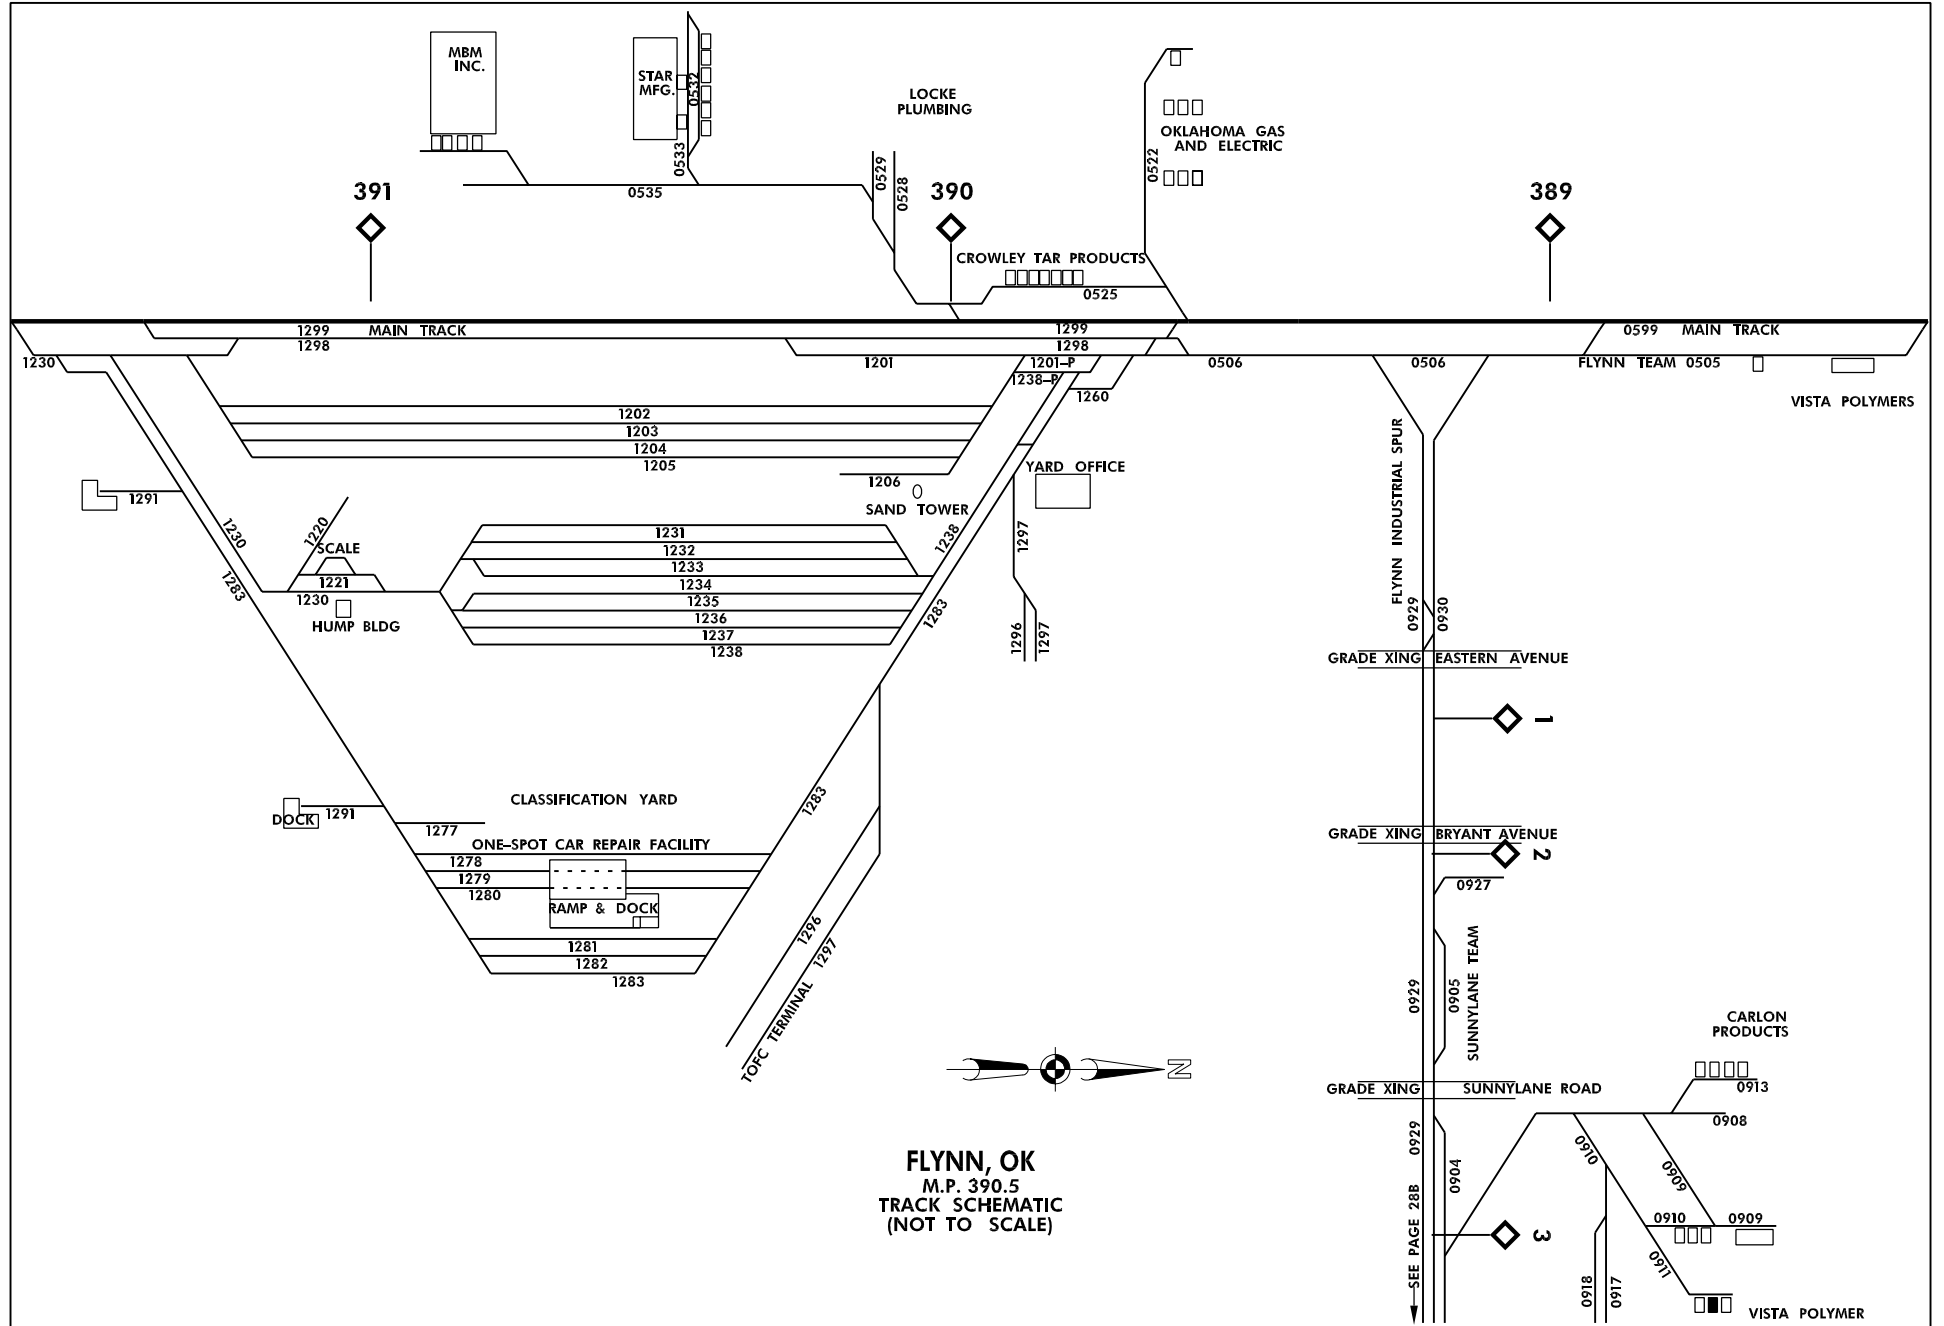 MBM
INC.
STAR
MFG.
0532
0533
LOCKE
PLUMBING
OKLAHOMA GAS
AND ELECTRIC
0522
0529
0528
0535
391
390
389
CROWLEY TAR PRODUCTS
0525
1299 MAIN TRACK
1299
0599 MAIN TRACK
1298
1298
1230
1201
1201-P
0506
0506
FLYNN TEAM 0505
1238-P
1260
VISTA POLYMERS
1202
1203
1204
1205
1206
YARD OFFICE
SAND TOWER
FLYNN INDUSTRIAL SPUR
1291
1230
1220
SCALE
1221
1230
1283
HUMP BLDG
1231
1232
1233
1234
1235
1236
1237
1238
1238
1283
1297
1296
1297
0929
0930
GRADE XING EASTERN AVENUE
1
DOCK
1291
CLASSIFICATION YARD
1277
1283
ONE-SPOT CAR REPAIR FACILITY
1278
1279
1280
RAMP & DOCK
1281
1282
1283
1296
TOFC TERMINAL 1297
GRADE XING BRYANT AVENUE
2
0927
0929
0905
SUNNYLANE TEAM
CARLON
PRODUCTS
0913
GRADE XING SUNNYLANE ROAD
0908
N
0929
0904
0910
0909
FLYNN, OK
M.P. 390.5
TRACK SCHEMATIC
(NOT TO SCALE)
SEE PAGE 28B
3
0910
0909
0911
0918
0917
VISTA POLYMER